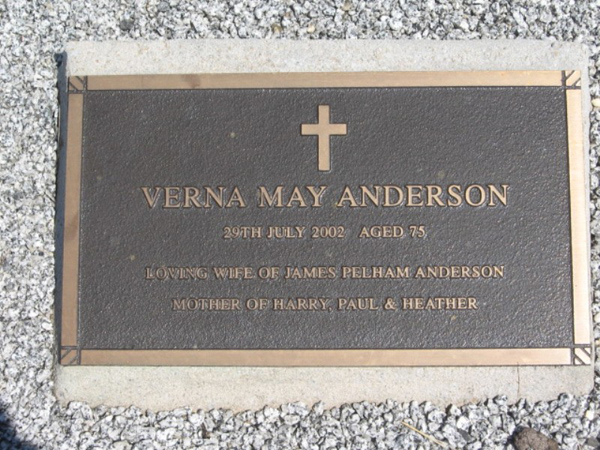 VERNA MAY ANDERSON
29TH JULY 2002 AGED 75
LOVING WIFE OF JAMES PELHAM ANDERSON
MOTHER OF HARRY, PAUL & HEATHER